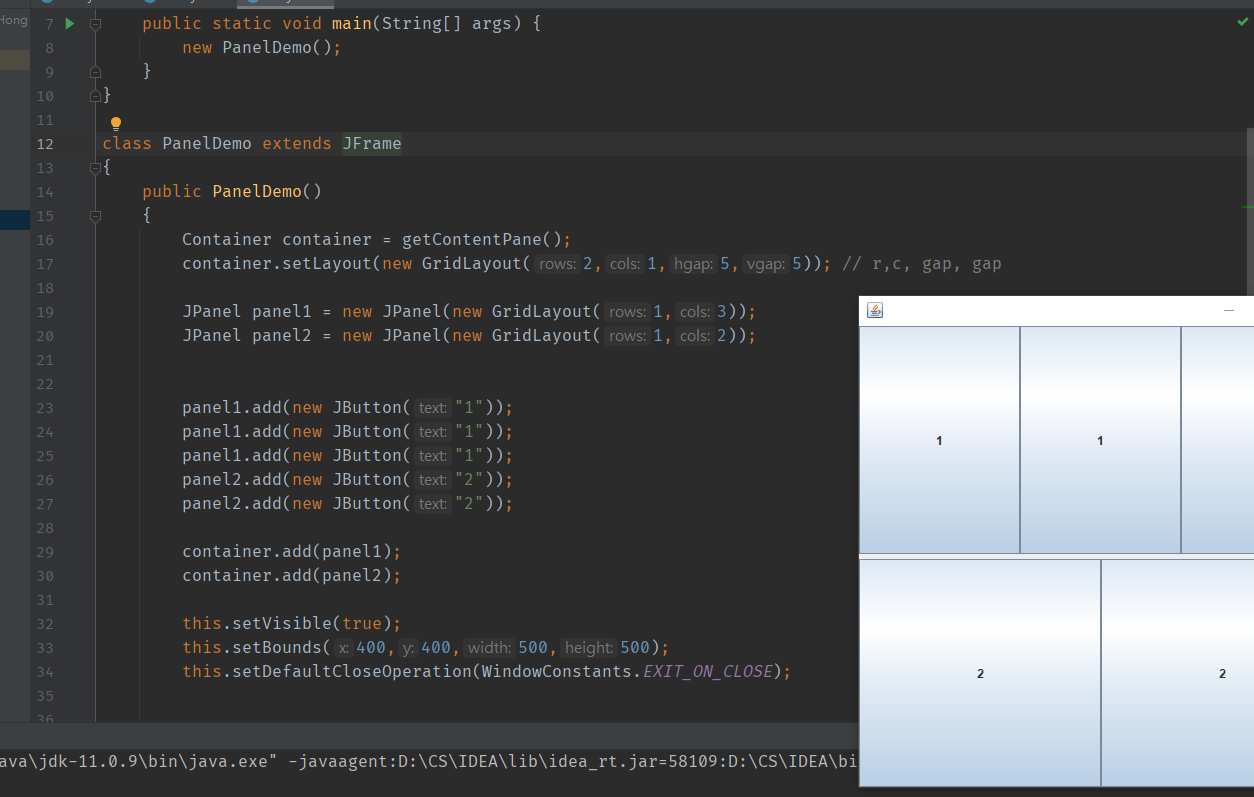 Hong
7 public static void main(String[] args) {
8 new PanelDemo();
9 }
10 }
11
12 class PanelDemo extends JFrame
13 {
14 public PanelDemo()
15 {
16 Container container = getContentPane();
17 container.setLayout(new GridLayout( rows: 2, cols: 1, hgap: 5, vgap: 5)); // r,c, gap, gap
18
19 JPanel panel1 = new JPanel(new GridLayout( rows: 1, cols: 3));
20 JPanel panel2 = new JPanel(new GridLayout( rows: 1, cols: 2));
21
22
23 panel1.add(new JButton( text: "1"));
24 panel1.add(new JButton( text: "1"));
25 panel1.add(new JButton( text: "1"));
26 panel2.add(new JButton( text: "2"));
27 panel2.add(new JButton( text: "2"));
28
29 container.add(panel1);
30 container.add(panel2);
31
32 this.setVisible(true);
33 this.setBounds( x: 400, y: 400, width: 500, height: 500);
34 this.setDefaultCloseOperation(WindowConstants.EXIT_ON_CLOSE);
35
36
1 1
2 2
ava\jdk-11.0.9\bin\java.exe" -javaagent:D:\CS\IDEA\lib\idea_rt.jar=58109:D:\CS\IDEA\bi